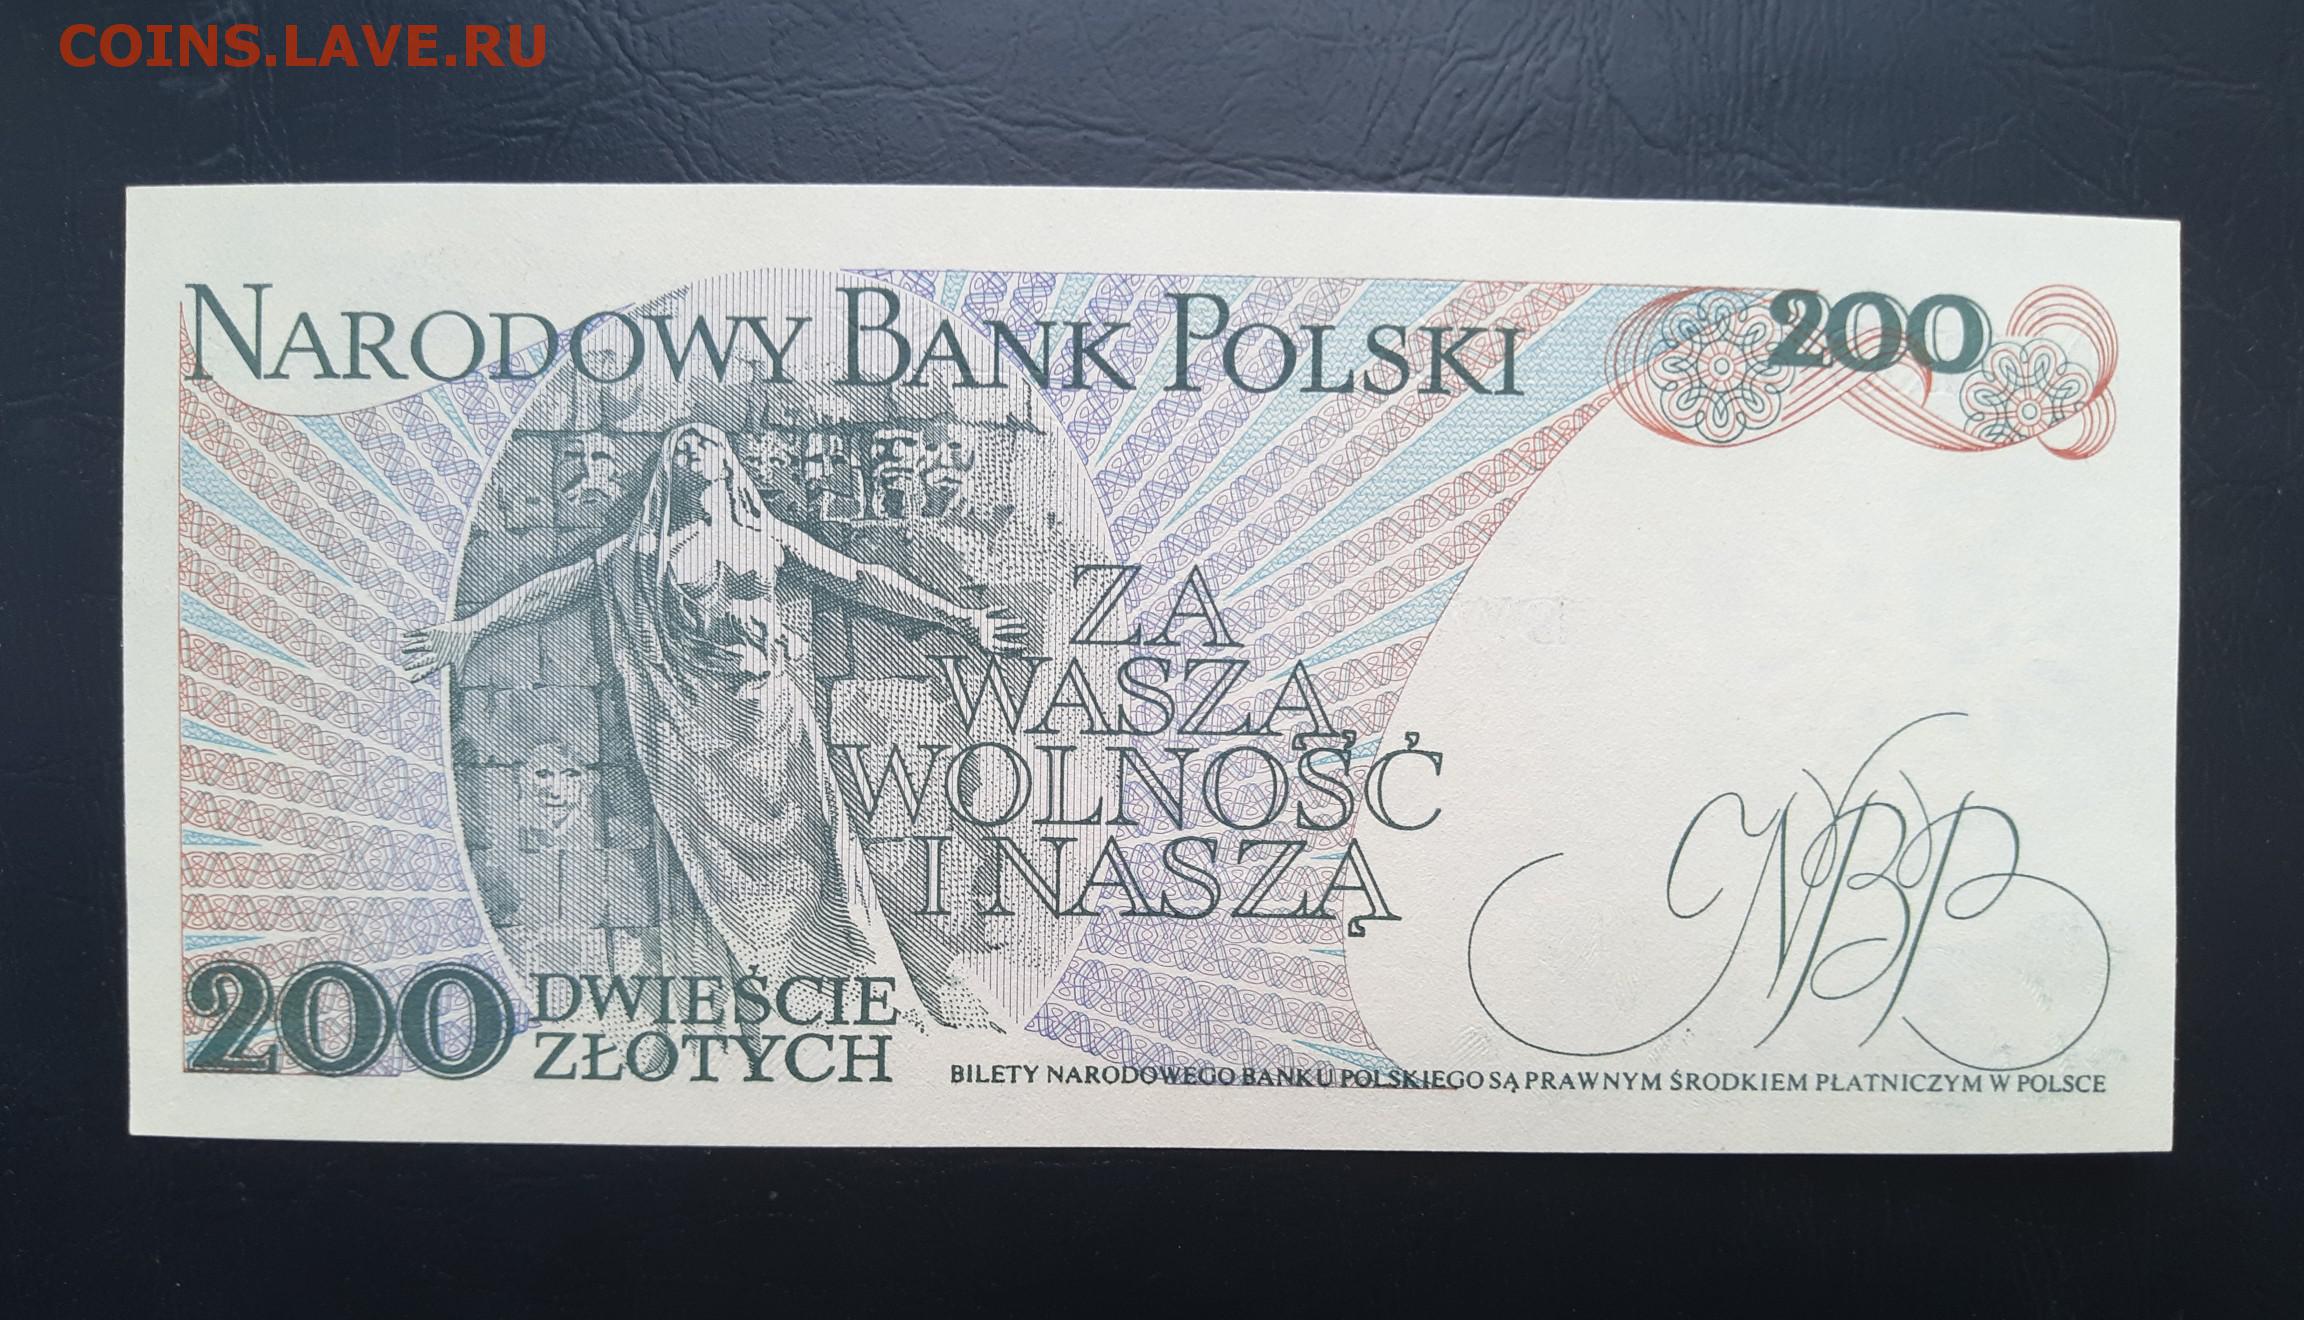 COINS.LAVE.RU
NARODOWY BANK POLSKI
200
ZA
WASZĄ
WOLNOŚĆ
I NASZĄ
NBP
200
DWIEŚCIE
ZŁOTYCH
BILETY NARODOWEGO BANKU POLSKIEGO SĄ PRAWNYM ŚRODKIEM PŁATNICZYM W POLSCE